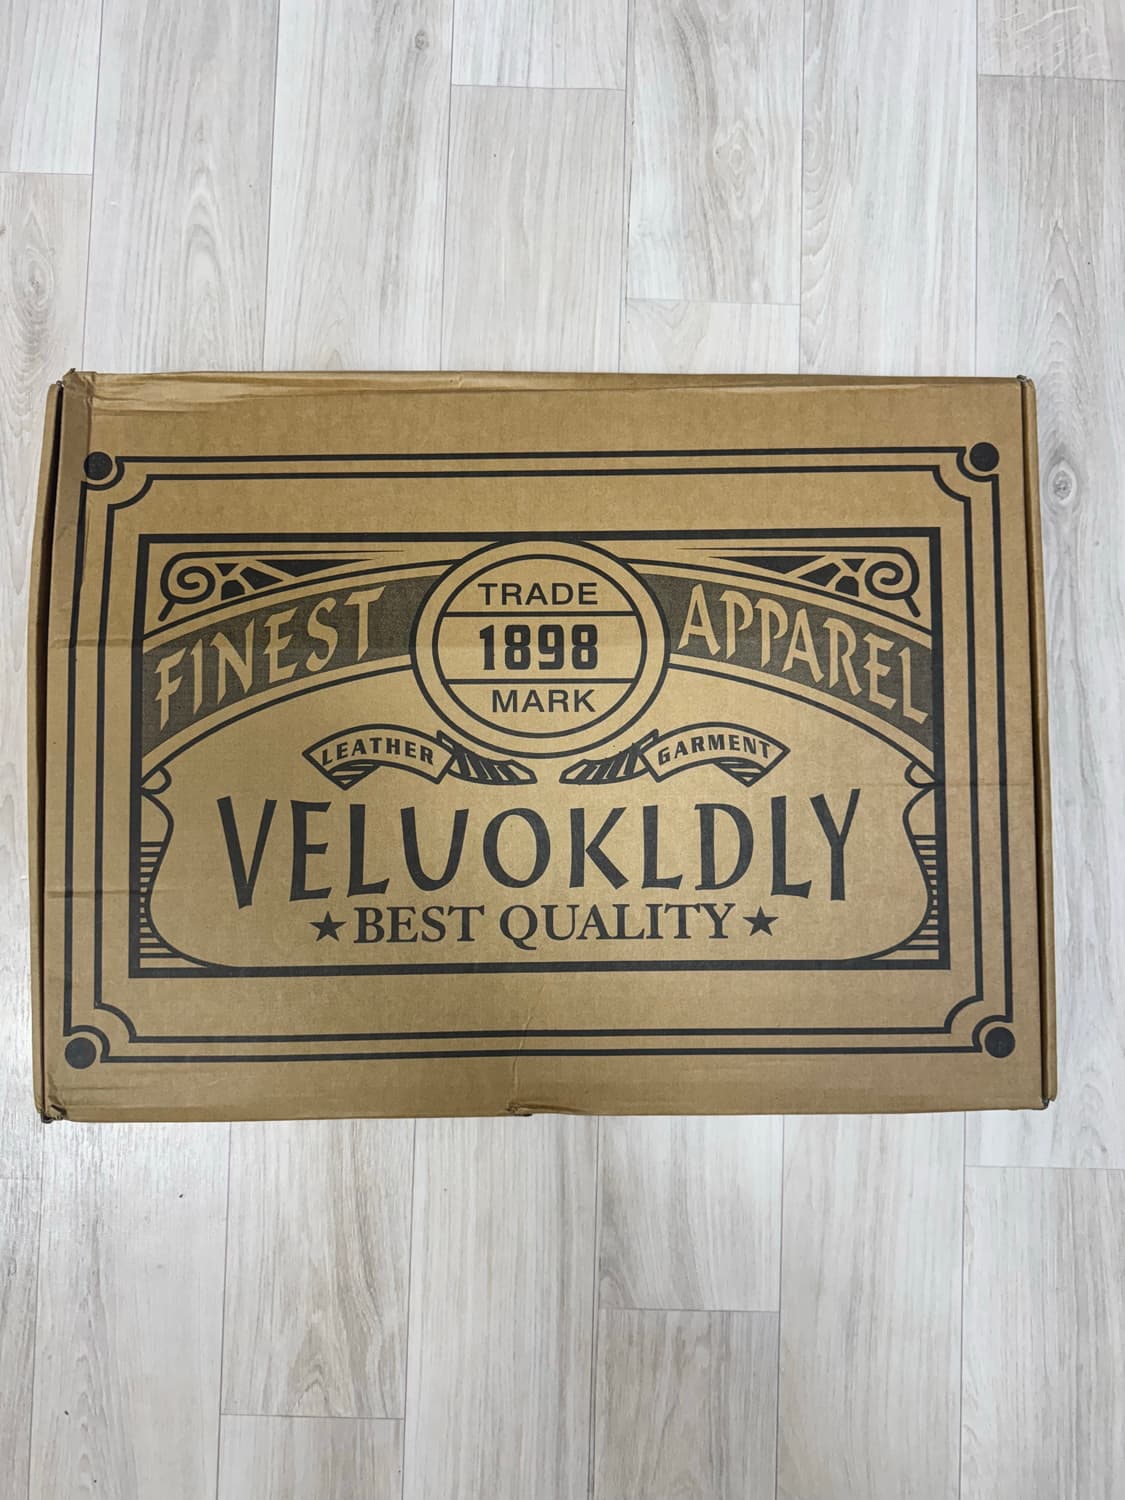 FINEST APPAREL
TRADE
1898
MARK
LEATHER GARMENT
VELUOKLDLY
★BEST QUALITY★